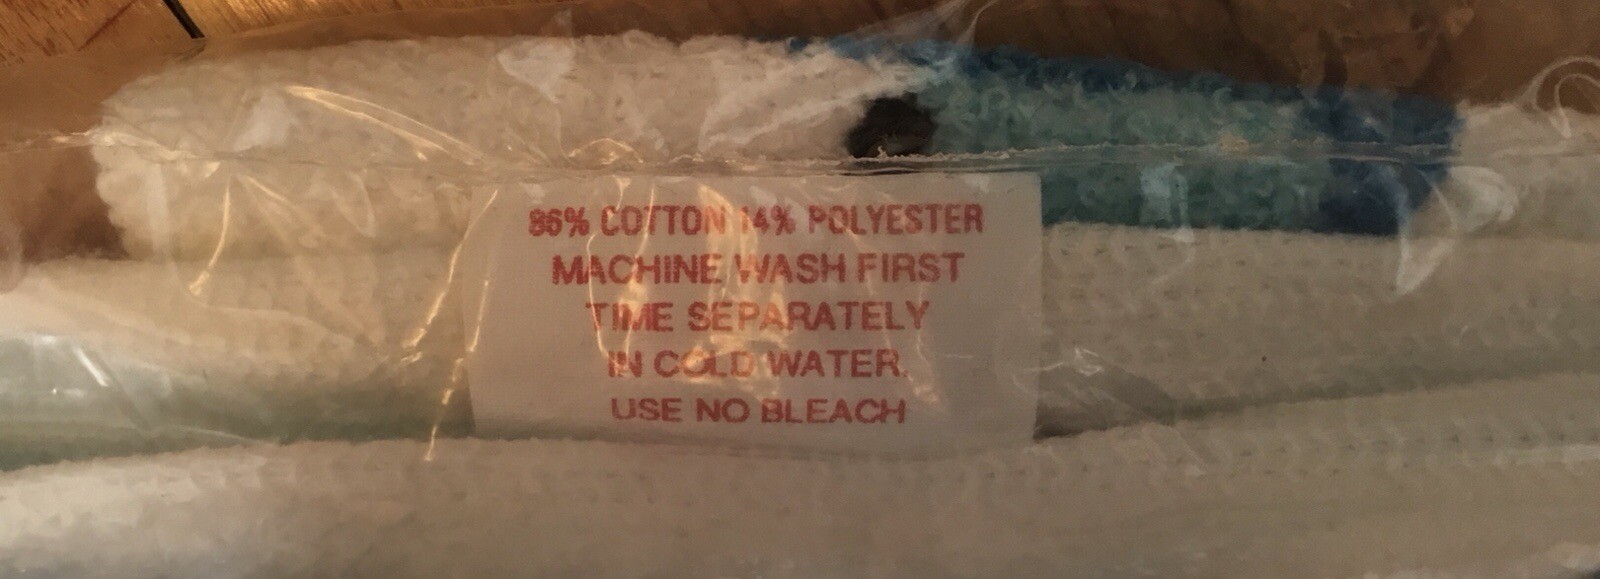 86% COTTON 14% POLYESTER
MACHINE WASH FIRST
TIME SEPARATELY
IN COLD WATER.
USE NO BLEACH